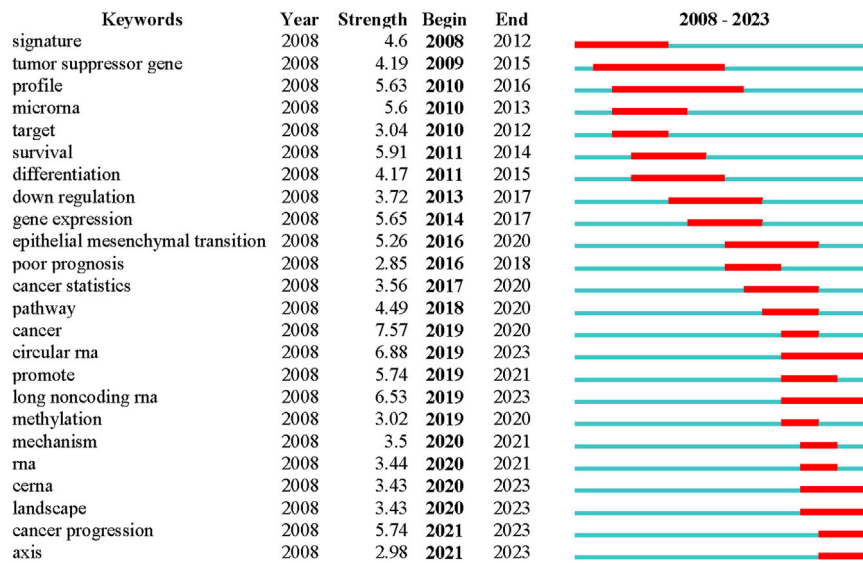 Keywords Year Strength Begin End 2008 - 2023
signature 2008 4.6 2008 2012
tumor suppressor gene 2008 4.19 2009 2015
profile 2008 5.63 2010 2016
microrna 2008 5.6 2010 2013
target 2008 3.04 2010 2012
survival 2008 5.91 2011 2014
differentiation 2008 4.17 2011 2015
down regulation 2008 3.72 2013 2017
gene expression 2008 5.65 2014 2017
epithelial mesenchymal transition 2008 5.26 2016 2020
poor prognosis 2008 2.85 2016 2018
cancer statistics 2008 3.56 2017 2020
pathway 2008 4.49 2018 2020
cancer 2008 7.57 2019 2020
circular rna 2008 6.88 2019 2023
promote 2008 5.74 2019 2021
long noncoding rna 2008 6.53 2019 2023
methylation 2008 3.02 2019 2020
mechanism 2008 3.5 2020 2021
rna 2008 3.44 2020 2021
cerna 2008 3.43 2020 2023
landscape 2008 3.43 2020 2023
cancer progression 2008 5.74 2021 2023
axis 2008 2.98 2021 2023